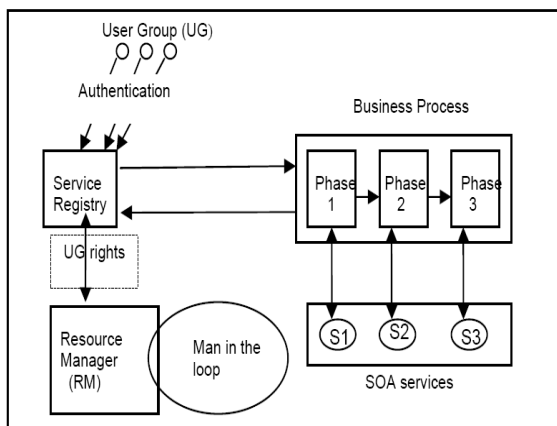 User Group (UG)
Authentication
Business Process
Service
Registry
Phase
1
Phase
2
Phase
3
UG rights
Resource
Manager
(RM)
Man in the
loop
S1
S2
S3
SOA services